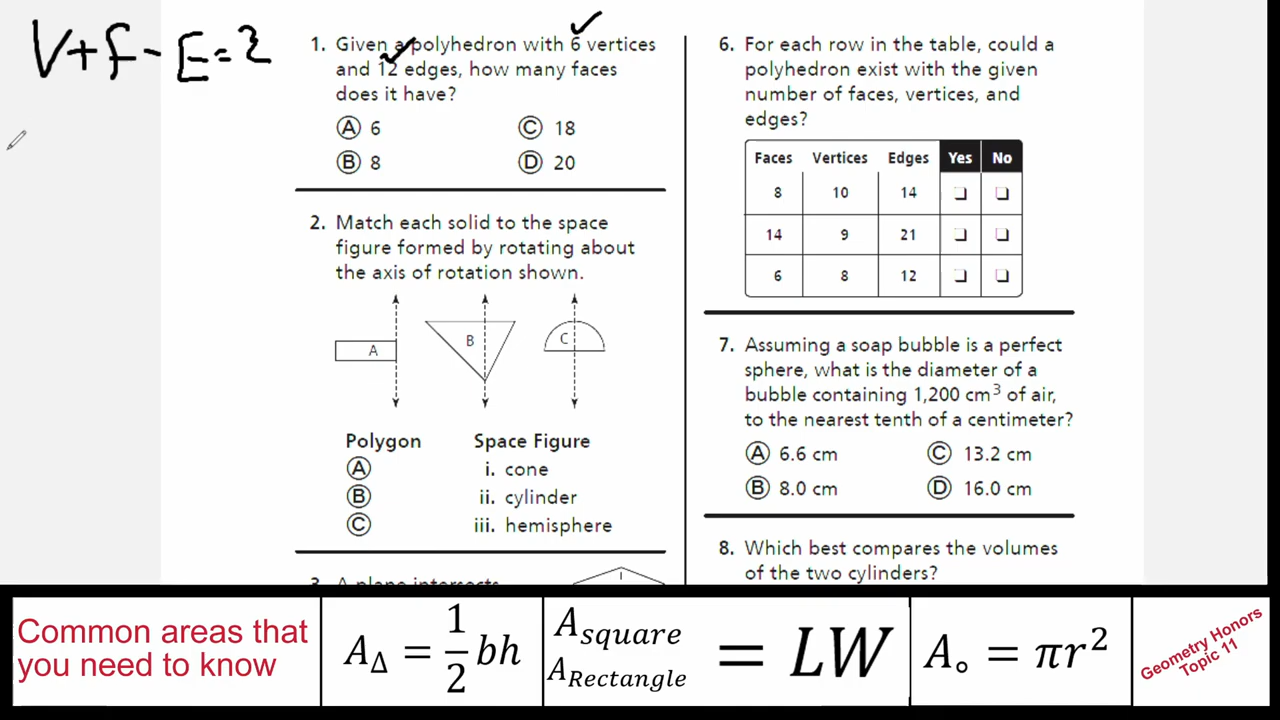 V+F-E=2
1. Given a polyhedron with 6 vertices
and 12 edges, how many faces
does it have?
Ⓐ 6 Ⓒ 18
Ⓑ 8 Ⓓ 20
2. Match each solid to the space
figure formed by rotating about
the axis of rotation shown.
A B C
Polygon Space Figure
Ⓐ i. cone
Ⓑ ii. cylinder
Ⓒ iii. hemisphere
3. A plane intersects
6. For each row in the table, could a
polyhedron exist with the given
number of faces, vertices, and
edges?
Faces Vertices Edges Yes No
8 10 14 ❑ ❑
14 9 21 ❑ ❑
6 8 12 ❑ ❑
7. Assuming a soap bubble is a perfect
sphere, what is the diameter of a
bubble containing 1,200 cm³ of air,
to the nearest tenth of a centimeter?
Ⓐ 6.6 cm Ⓒ 13.2 cm
Ⓑ 8.0 cm Ⓓ 16.0 cm
8. Which best compares the volumes
of the two cylinders?
Common areas that
you need to know
A△ = 1/2 bh
Asquare
ARectangle = LW
A∘ = πr²
Geometry Honors
Topic 11